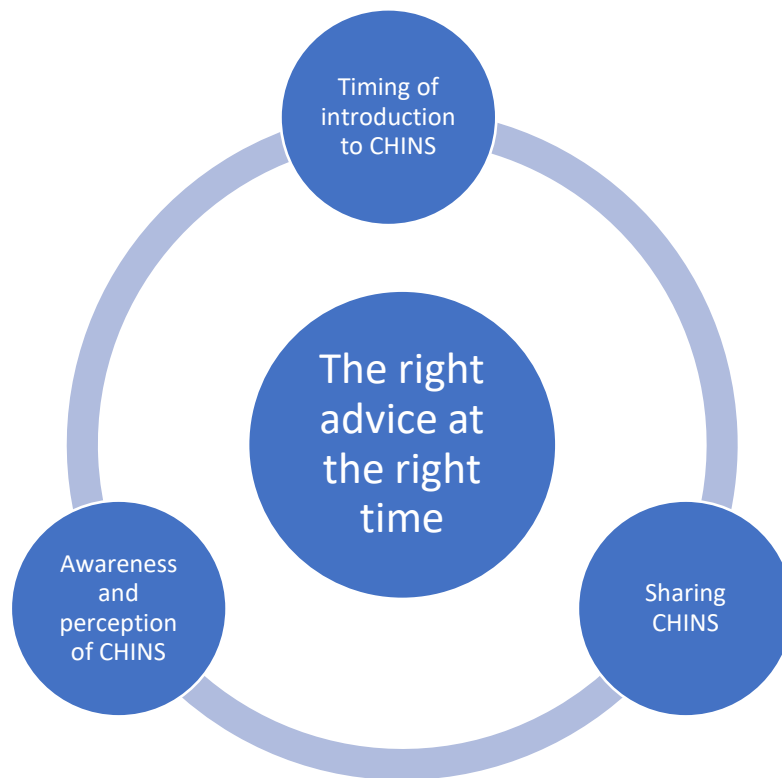 Timing of
introduction
to CHINS
The right
advice at
the right
time
Awareness
and
perception
of CHINS
Sharing
CHINS